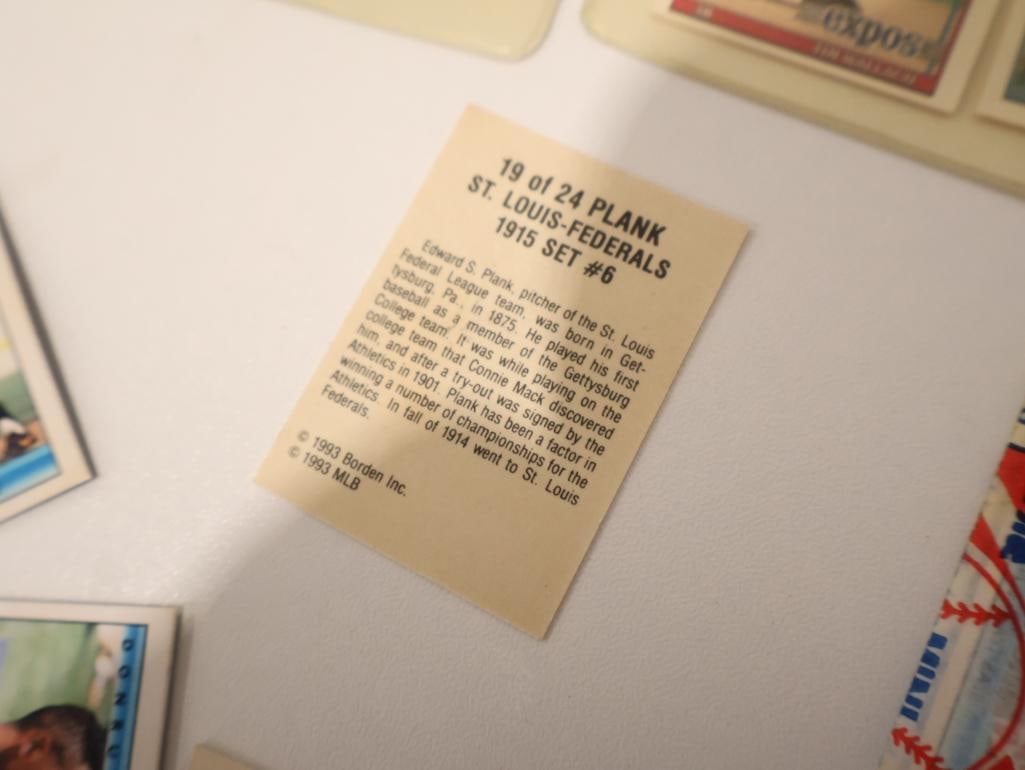 expos
TIM WALLACH
19 of 24 PLANK
ST. LOUIS-FEDERALS
1915 SET #6
Edward S. Plank, pitcher of the St. Louis
Federal League team, was born in Get-
tysburg, Pa., in 1875. He played his first
baseball as a member of the Gettysburg
College team. It was while playing on the
college team that Connie Mack discovered
him, and after a try-out was signed by the
Athletics in 1901. Plank has been a factor in
winning a number of championships for the
Athletics. In fall of 1914 went to St. Louis
Federals.
© 1993 Borden Inc.
© 1993 MLB
DONRU